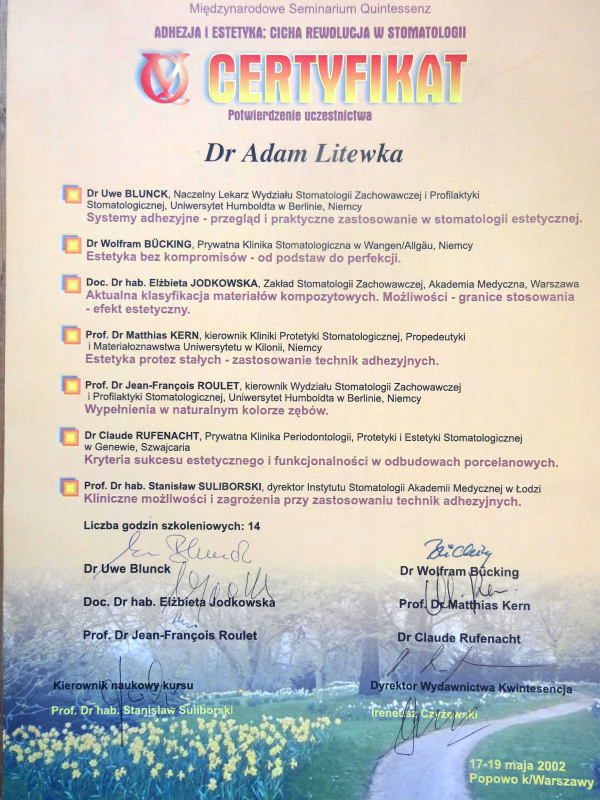 Międzynarodowe Seminarium Quintessenz
ADHEZJA I ESTETYKA: CICHA REWOLUCJA W STOMATOLOGII
CERTYFIKAT
Potwierdzenie uczestnictwa
Dr Adam Litewka
Dr Uwe BLUNCK, Naczelny Lekarz Wydziału Stomatologii Zachowawczej i Profilaktyki
Stomatologicznej, Uniwersytet Humboldta w Berlinie, Niemcy
Systemy adhezyjne - przegląd i praktyczne zastosowanie w stomatologii estetycznej.
Dr Wolfram BÜCKING, Prywatna Klinika Stomatologiczna w Wangen/Allgäu, Niemcy
Estetyka bez kompromisów - od podstaw do perfekcji.
Doc. Dr hab. Elżbieta JODKOWSKA, Zakład Stomatologii Zachowawczej, Akademia Medyczna, Warszawa
Aktualna klasyfikacja materiałów kompozytowych. Możliwości - granice stosowania
- efekt estetyczny.
Prof. Dr Matthias KERN, kierownik Kliniki Protetyki Stomatologicznej, Propedeutyki
i Materiałoznawstwa Uniwersytetu w Kilonii, Niemcy
Estetyka protez stałych - zastosowanie technik adhezyjnych.
Prof. Dr Jean-François ROULET, kierownik Wydziału Stomatologii Zachowawczej
i Profilaktyki Stomatologicznej, Uniwersytet Humboldta w Berlinie, Niemcy
Wypełnienia w naturalnym kolorze zębów.
Dr Claude RUFENACHT, Prywatna Klinika Periodontologii, Protetyki i Estetyki Stomatologicznej
w Genewie, Szwajcaria
Kryteria sukcesu estetycznego i funkcjonalności w odbudowach porcelanowych.
Prof. Dr hab. Stanisław SULIBORSKI, dyrektor Instytutu Stomatologii Akademii Medycznej w Łodzi
Kliniczne możliwości i zagrożenia przy zastosowaniu technik adhezyjnych.
Liczba godzin szkoleniowych: 14
Dr Uwe Blunck
Dr Wolfram Bücking
Doc. Dr hab. Elżbieta Jodkowska
Prof. Dr Matthias Kern
Prof. Dr Jean-François Roulet
Dr Claude Rufenacht
Kierownik naukowy kursu
Dyrektor Wydawnictwa Kwintesencja
Prof. Dr hab. Stanisław Suliborski
Ireneusz Czyżewski
17-19 maja 2002
Popowo k/Warszawy